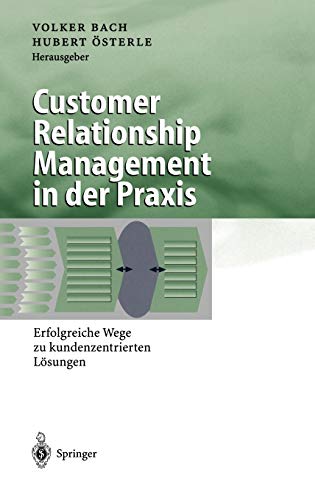 VOLKER BACH
HUBERT ÖSTERLE
Herausgeber
Customer
Relationship
Management
in der Praxis
Erfolgreiche Wege
zu kundenzentrierten
Lösungen
Springer